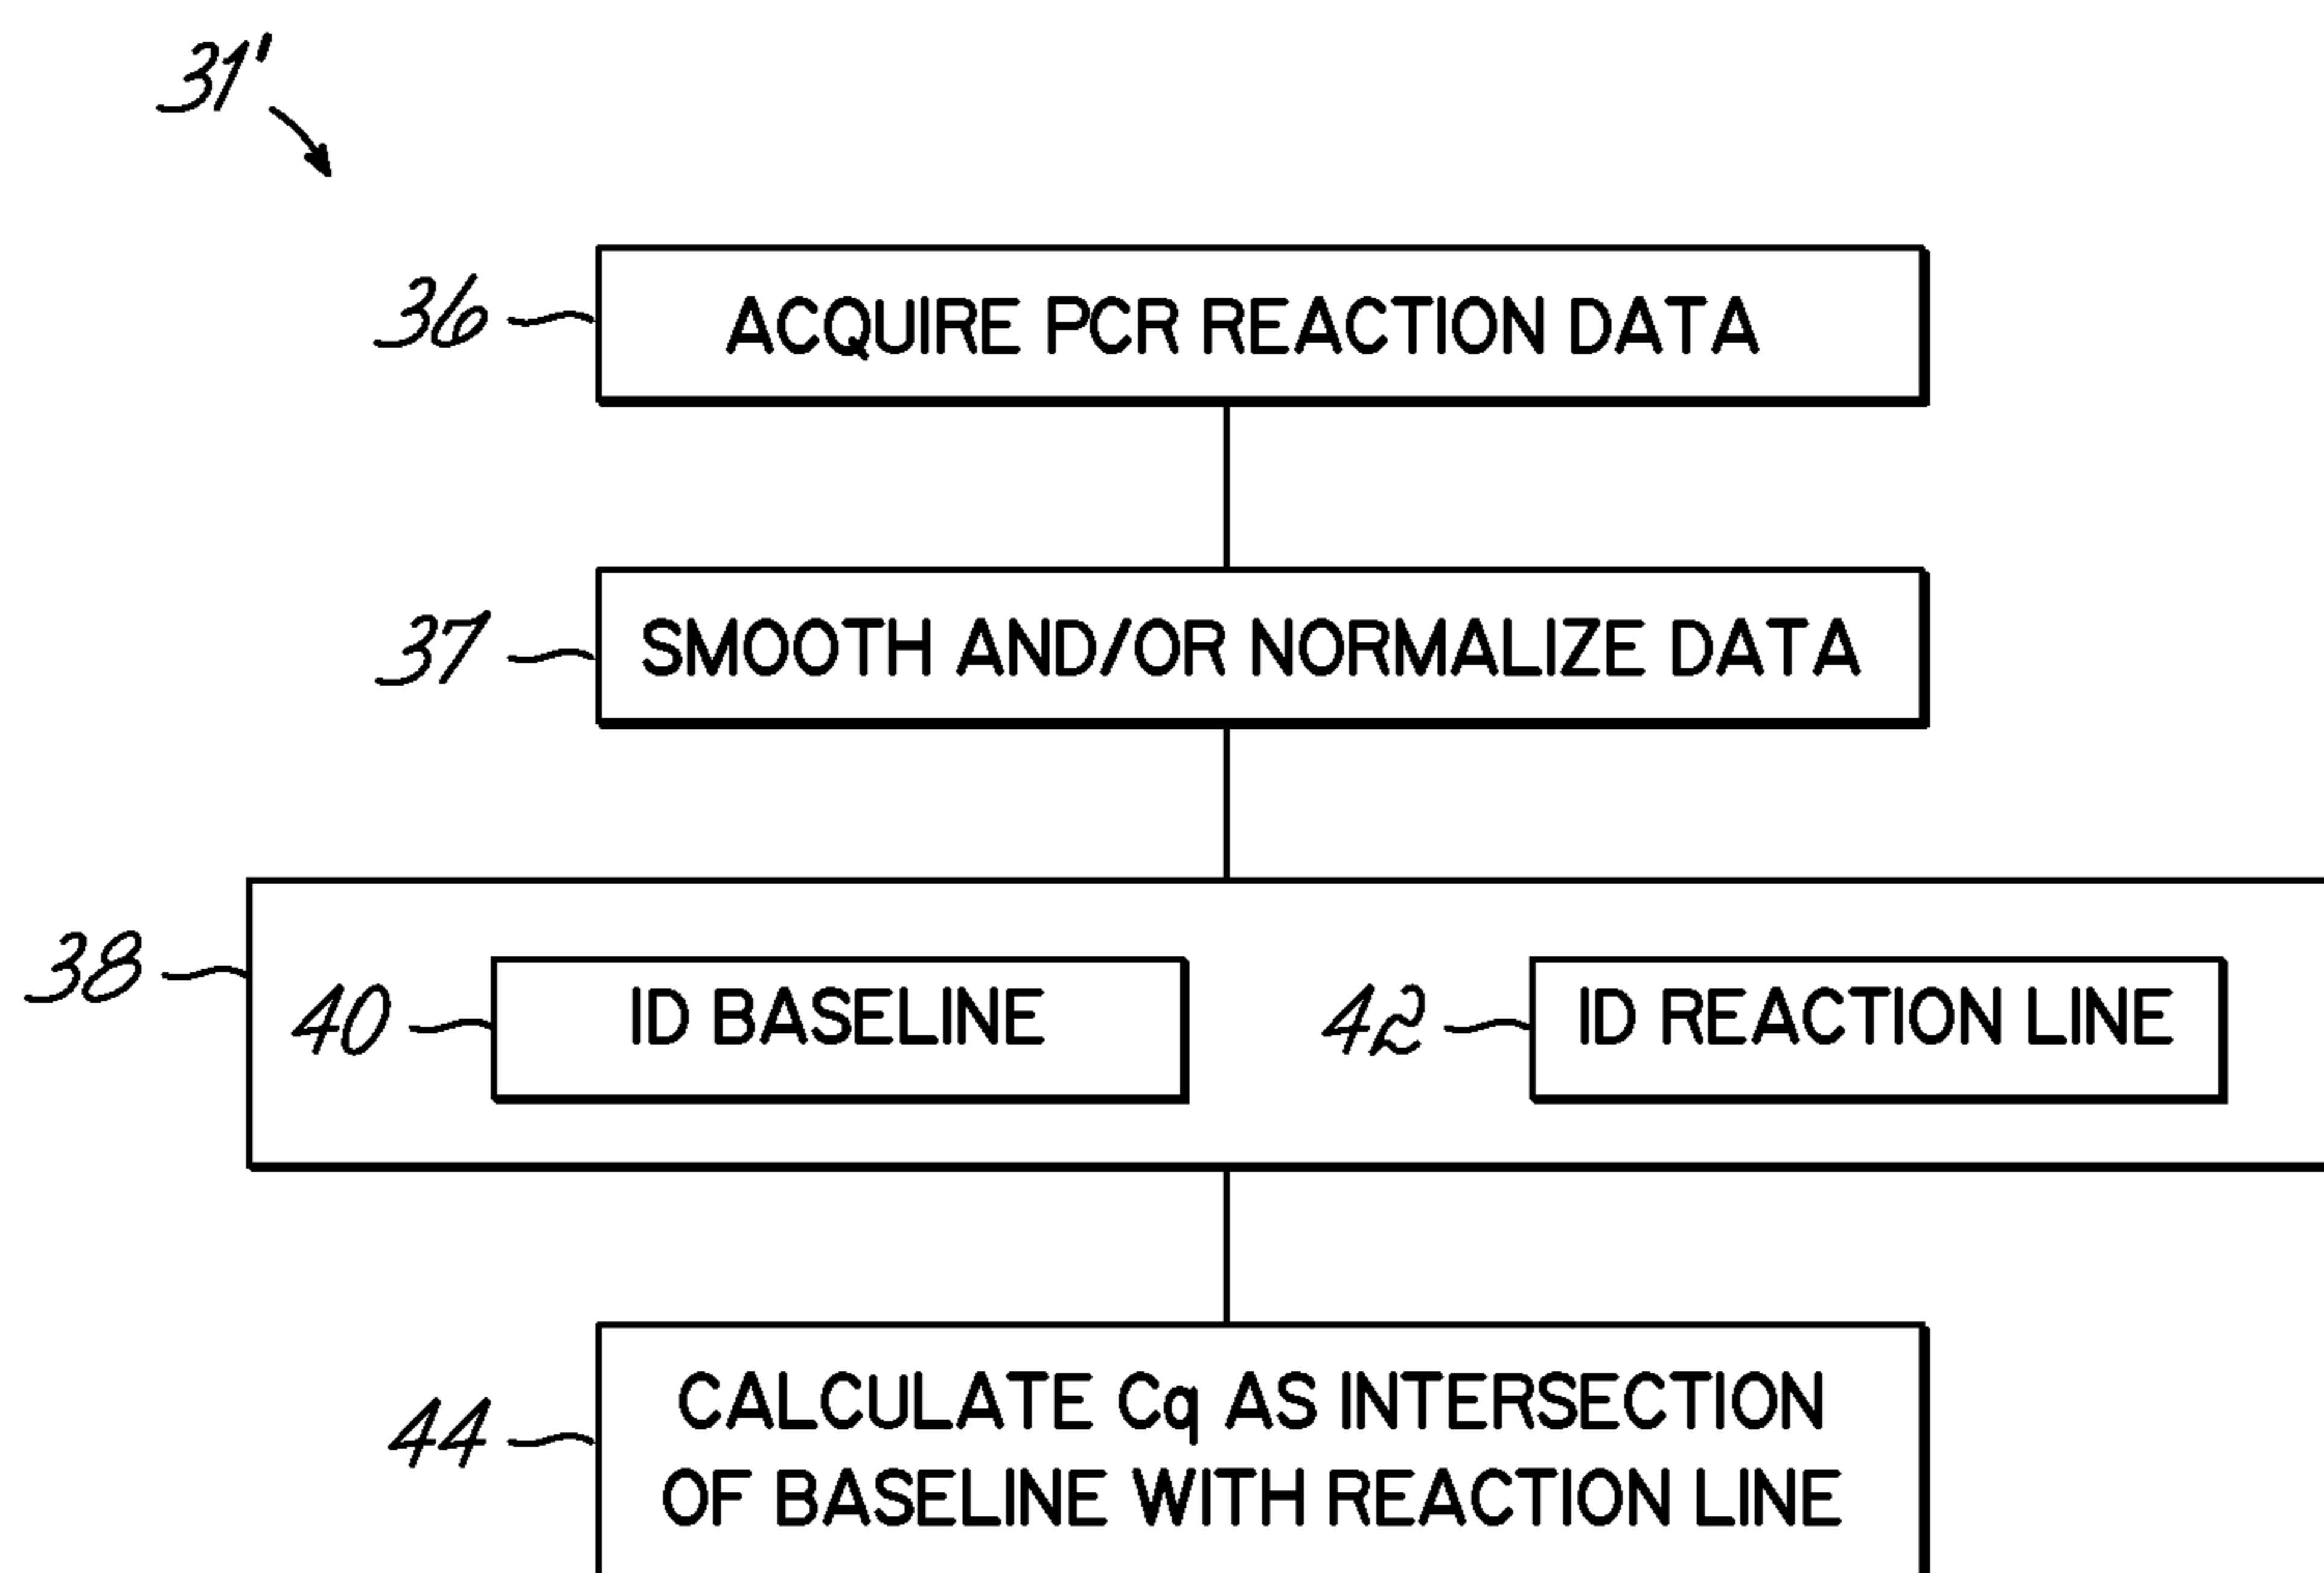 31'
36
ACQUIRE PCR REACTION DATA
37
SMOOTH AND/OR NORMALIZE DATA
38
40
ID BASELINE
42
ID REACTION LINE
44
CALCULATE Cq AS INTERSECTION
OF BASELINE WITH REACTION LINE